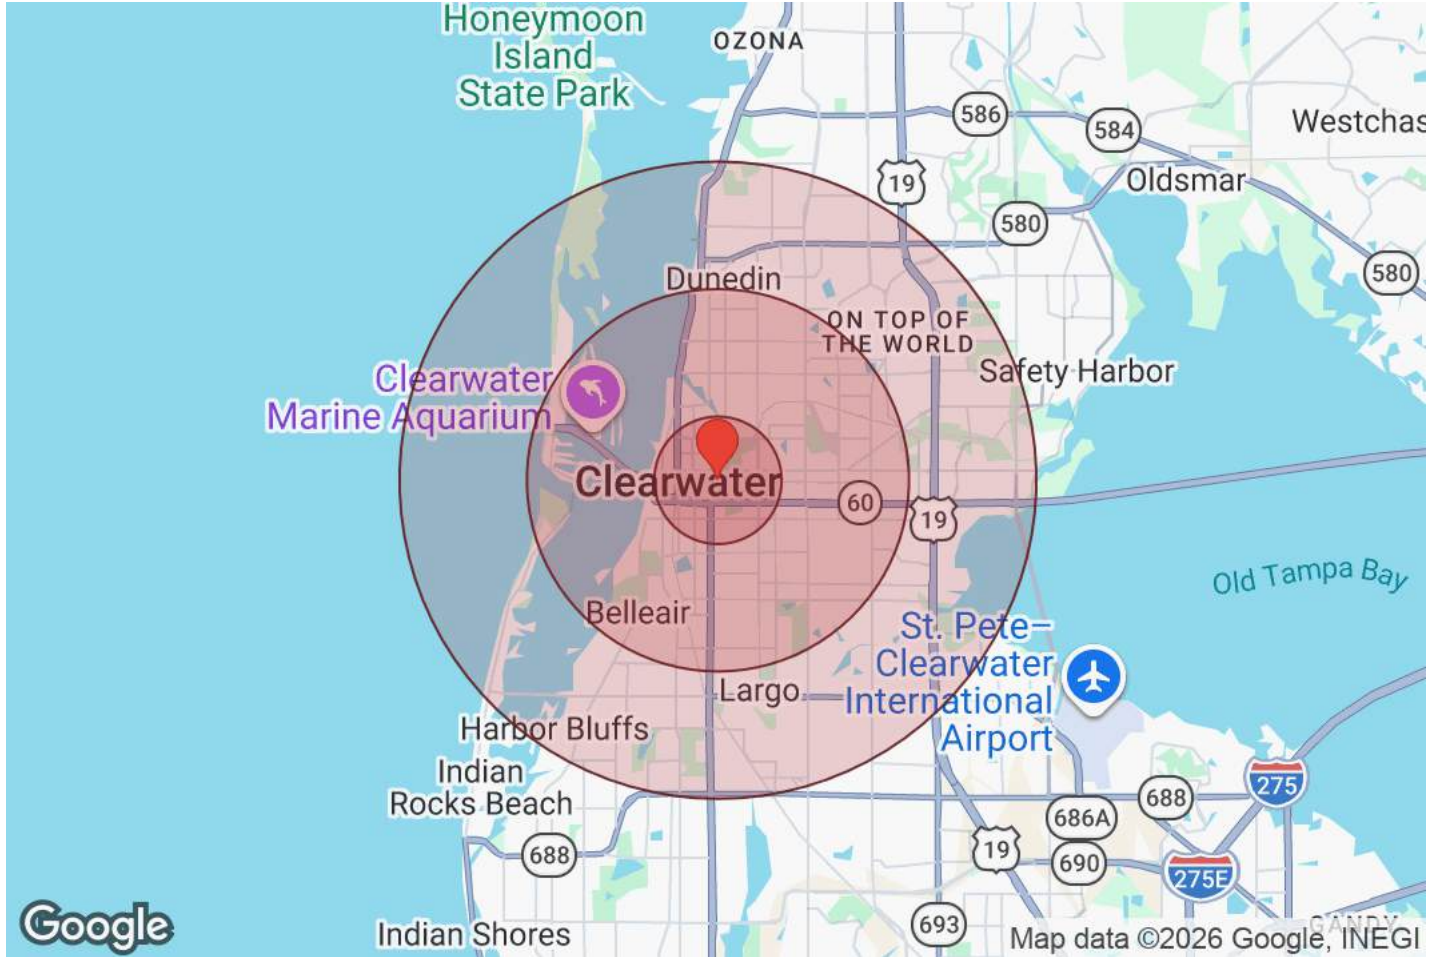 Honeymoon
Island
State Park
OZONA
586
584
Westchas
19
Oldsmar
580
580
Dunedin
ON TOP OF
THE WORLD
Safety Harbor
Clearwater
Marine Aquarium
Clearwater
60
19
Old Tampa Bay
Belleair
St. Pete–
Clearwater
International
Airport
Largo
Harbor Bluffs
Indian
Rocks Beach
275
688
686A
688
19
690
275E
693
Indian Shores
GANDY
Google
Map data ©2026 Google, INEGI